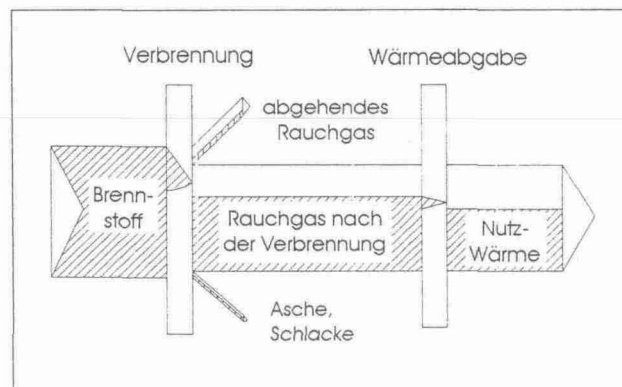 Verbrennung
Wärmeabgabe
abgehendes
Rauchgas
Brenn-
stoff
Rauchgas nach
der Verbrennung
Nutz-
Wärme
Asche,
Schlacke